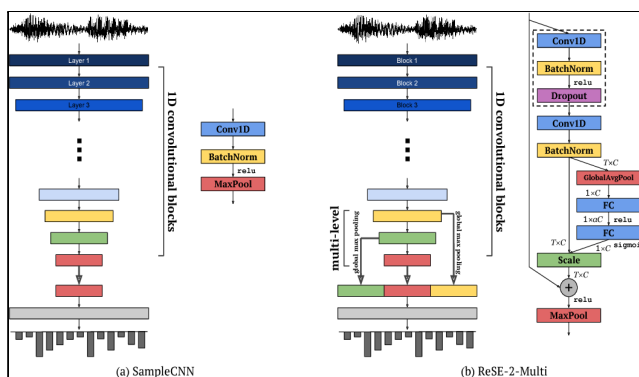 Layer 1
Layer 2
Layer 3
1D convolutional blocks
Conv1D
BatchNorm
relu
MaxPool
(a) SampleCNN
Block 1
Block 2
Block 3
1D convolutional blocks
multi-level
global max pooling
global max pooling
Conv1D
BatchNorm
relu
Dropout
Conv1D
BatchNorm
T×C
GlobalAvgPool
1×C
FC
1×αC relu
FC
T×C
1×C sigmoi
Scale
T×C
+
relu
MaxPool
(b) ReSE-2-Multi